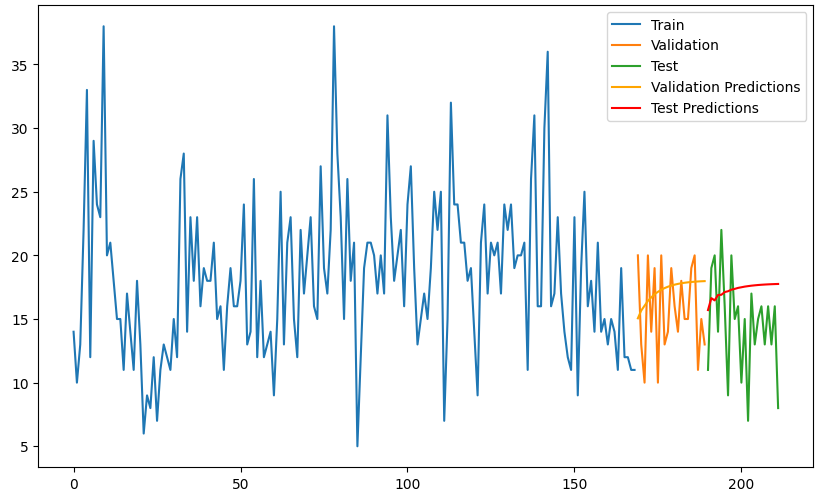 Train
Validation
Test
Validation Predictions
Test Predictions
35
30
25
20
15
10
5
0
50
100
150
200